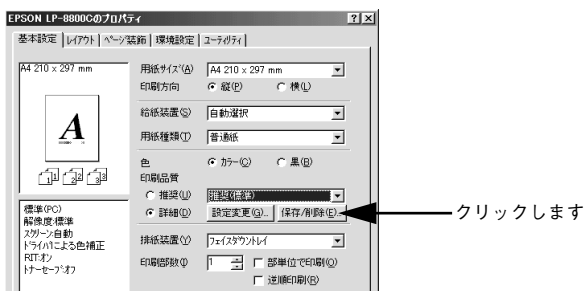 EPSON LP-8800Cのプロパティ
基本設定 レイアウト ページ装飾 環境設定 ユーティリティ
A4 210 x 297 mm
用紙サイズ(A) A4 210 x 297 mm
印刷方向 縦(P) 横(L)
給紙装置(S) 自動選択
用紙種類(T) 普通紙
A
1 2 3
色 カラー(C) 黒(B)
印刷品質
推奨(U) 推奨(標準)
詳細(D) 設定変更(G)... 保存/削除(E)...
クリックします
標準(PC)
解像度:標準
スクリーン:自動
ドライバによる色補正
RIT:オン
トナーセーブ:オフ
排紙装置(V) フェイスダウントレイ
印刷部数(I) 1 部単位で印刷(O)
逆順印刷(R)